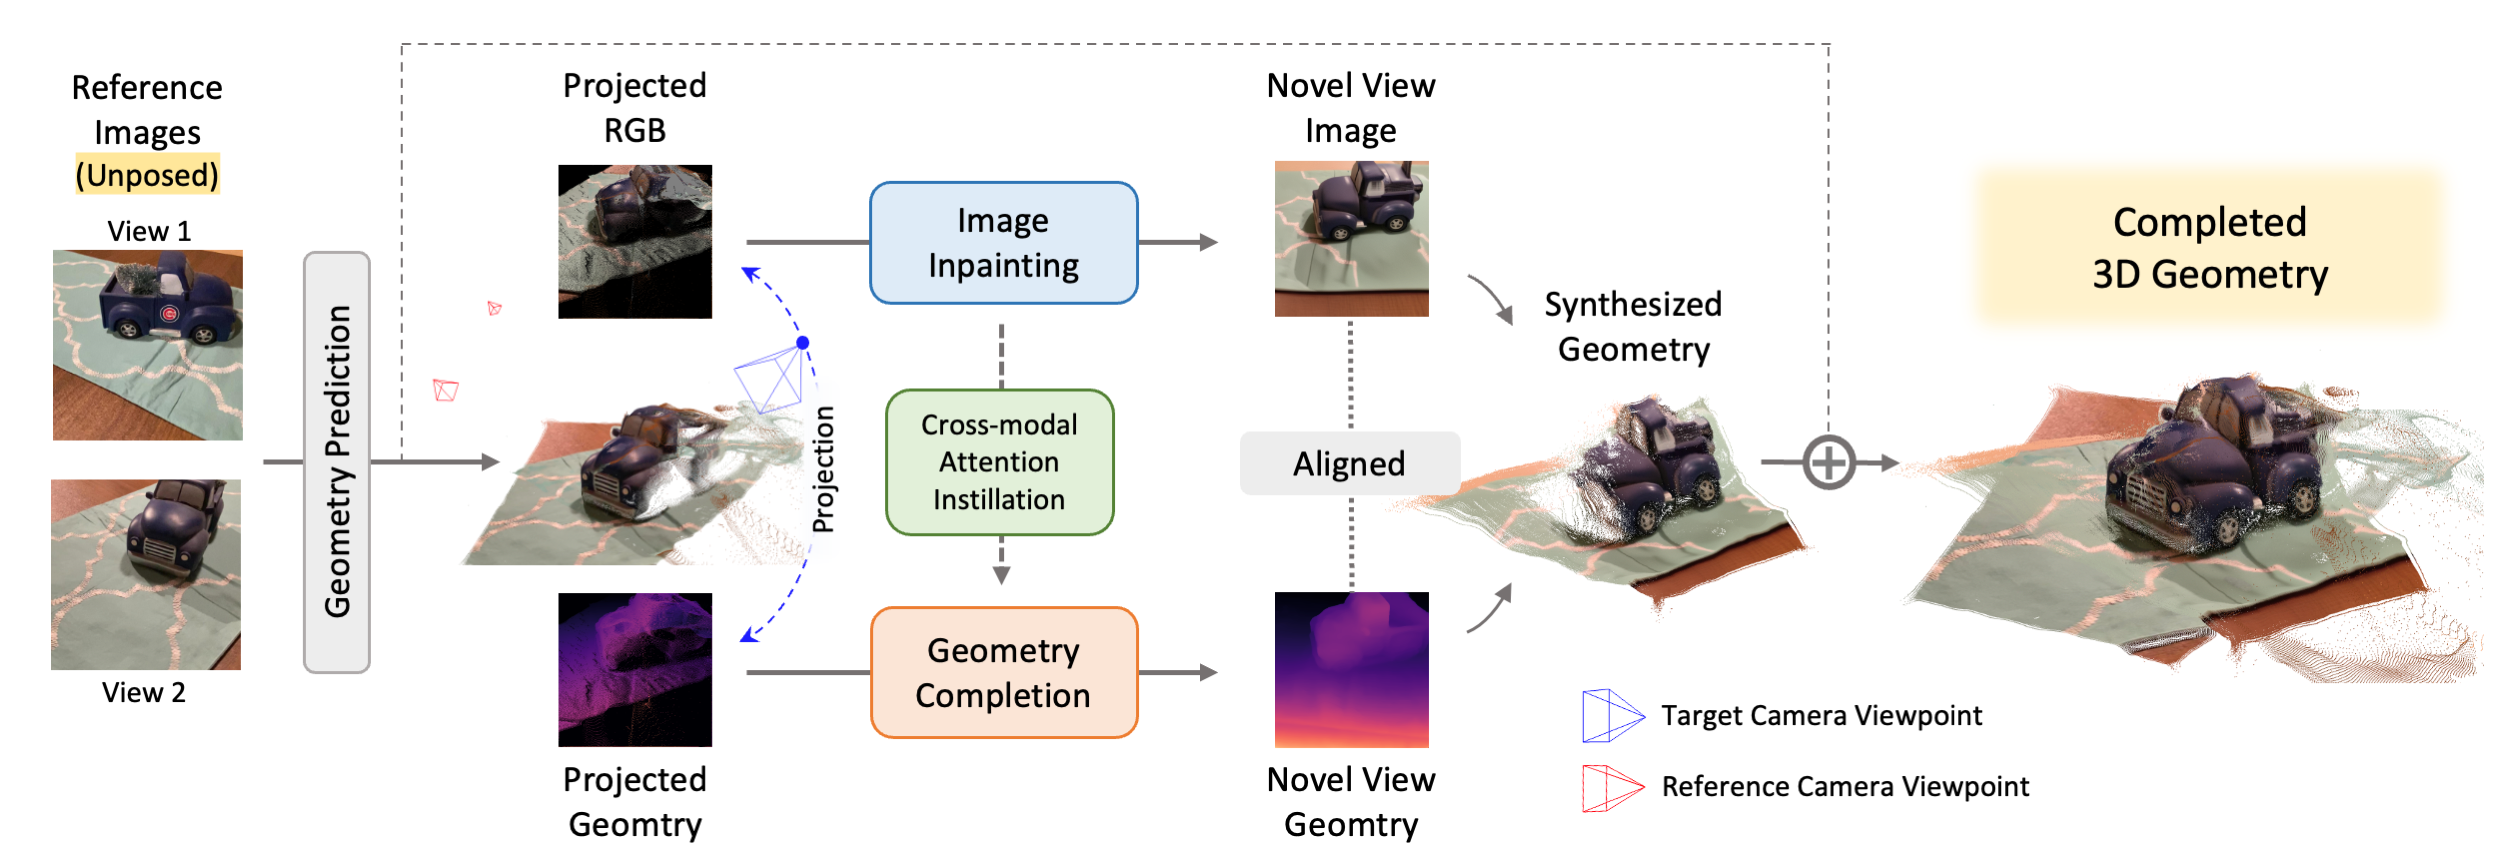 Reference
Images
(Unposed)
View 1
View 2
Geometry Prediction
Projected
RGB
Projection
Projected
Geomtry
Image
Inpainting
Cross-modal
Attention
Instillation
Geometry
Completion
Novel View
Image
Aligned
Novel View
Geomtry
Synthesized
Geometry
Completed
3D Geometry
Target Camera Viewpoint
Reference Camera Viewpoint